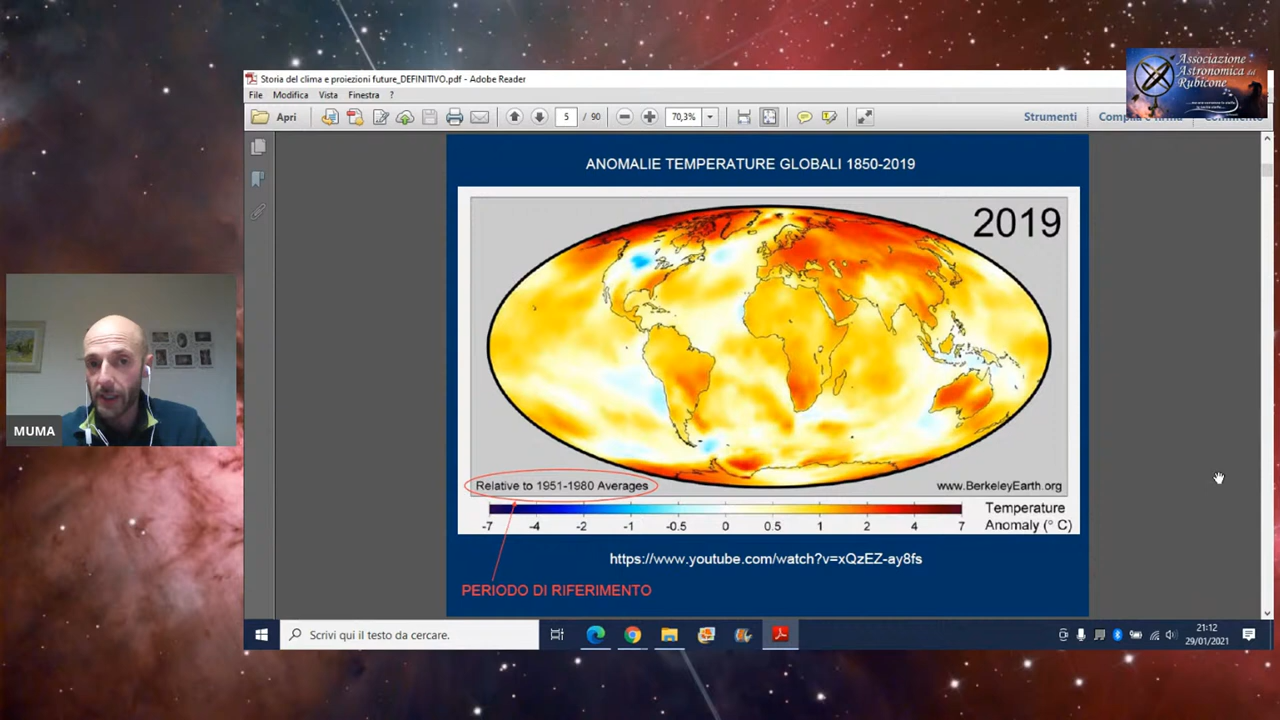 Storia del clima e proiezioni future_DEFINITIVO.pdf - Adobe Reader
File Modifica Vista Finestra ?
Apri
5 / 90
70,3%
Strumenti
Associazione
Astronomica del
Rubicone
ANOMALIE TEMPERATURE GLOBALI 1850-2019
2019
MUMA
Relative to 1951-1980 Averages
www.BerkeleyEarth.org
-7 -4 -2 -1 -0.5 0 0.5 1 2 4 7
Temperature
Anomaly (° C)
https://www.youtube.com/watch?v=xQzEZ-ay8fs
PERIODO DI RIFERIMENTO
Scrivi qui il testo da cercare.
21:12
29/01/2021